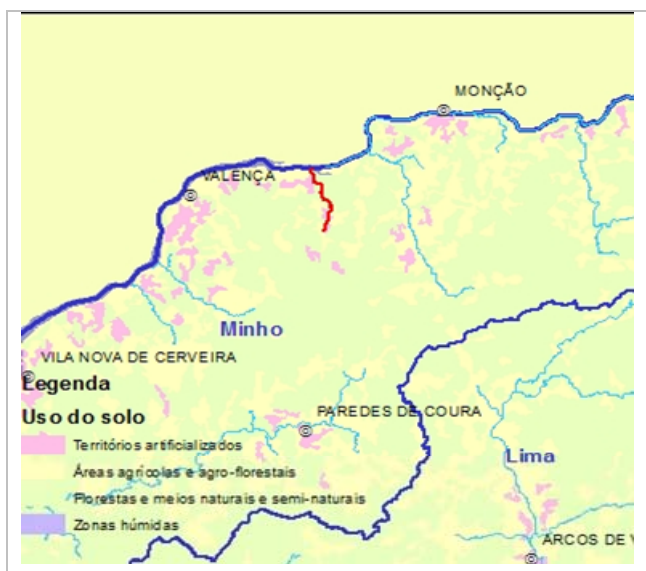 MONÇÃO
VALENÇA
Minho
VILA NOVA DE CERVEIRA
Legenda
PAREDES DE COURA
Uso do solo
Territórios artificializados
Lima
Áreas agrícolas e agro-florestais
Florestas e meios naturais e semi-naturais
Zonas húmidas
ARCOS DE V